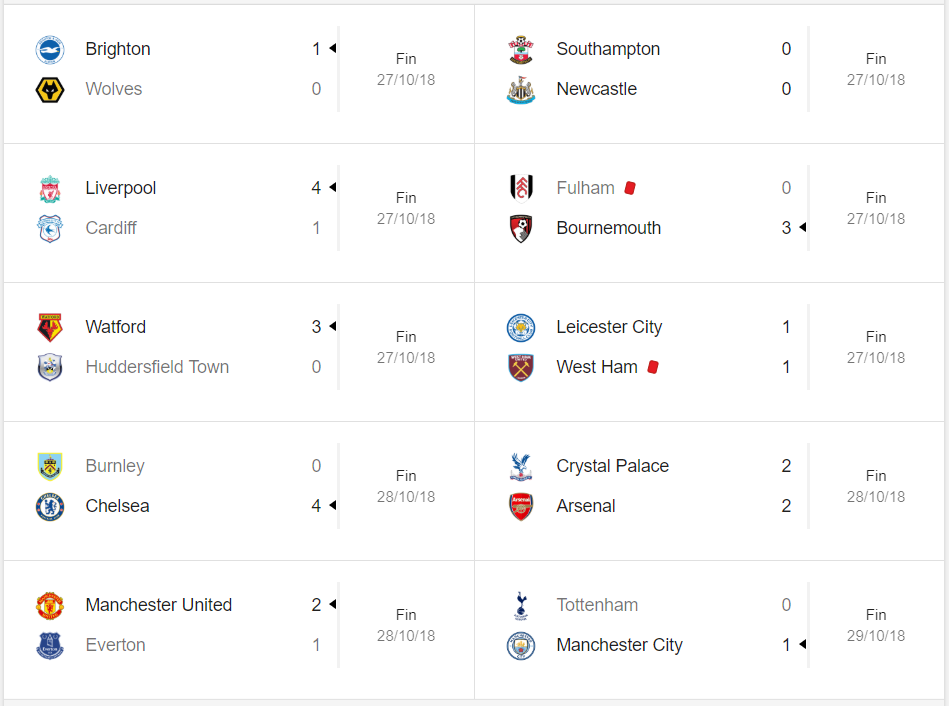 Brighton 1
Wolves 0
Fin
27/10/18
Southampton 0
Newcastle 0
Fin
27/10/18
Liverpool 4
Cardiff 1
Fin
27/10/18
Fulham 0
Bournemouth 3
Fin
27/10/18
Watford 3
Huddersfield Town 0
Fin
27/10/18
Leicester City 1
West Ham 1
Fin
27/10/18
Burnley 0
Chelsea 4
Fin
28/10/18
Crystal Palace 2
Arsenal 2
Fin
28/10/18
Manchester United 2
Everton 1
Fin
28/10/18
Tottenham 0
Manchester City 1
Fin
29/10/18